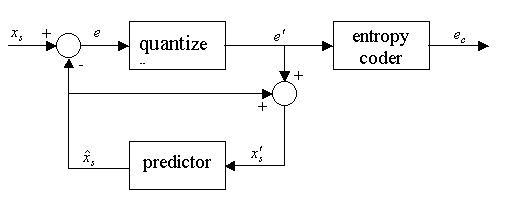 x_s + e quantize e' entropy coder e_c
-
+
+
x̂_s predictor x'_s